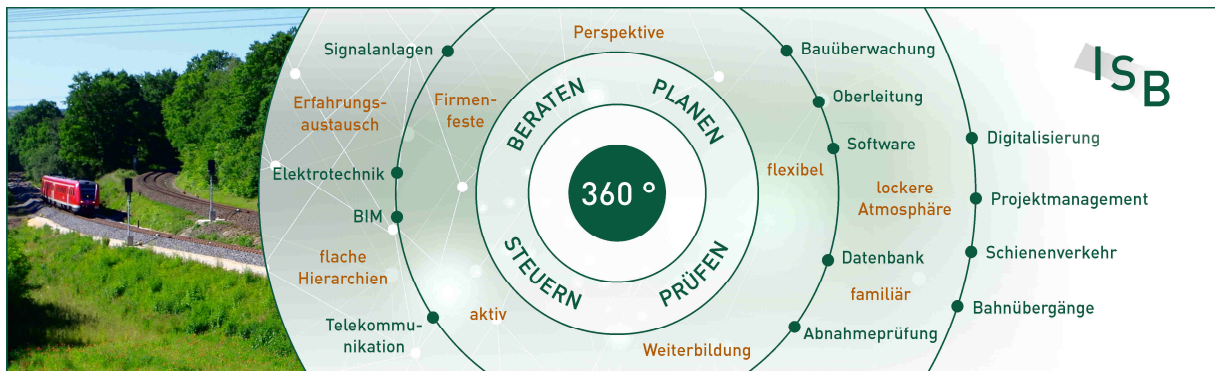 Perspektive
Signalanlagen
Bauüberwachung
ISB
Erfahrungs-
austausch
Firmen-
feste
BERATEN
PLANEN
Oberleitung
Software
Digitalisierung
Elektrotechnik
360 °
flexibel
lockere
Atmosphäre
Projektmanagement
BIM
flache
Hierarchien
STEUERN
PRÜFEN
Datenbank
Schienenverkehr
familiär
aktiv
Bahnübergänge
Telekommu-
nikation
Abnahmeprüfung
Weiterbildung